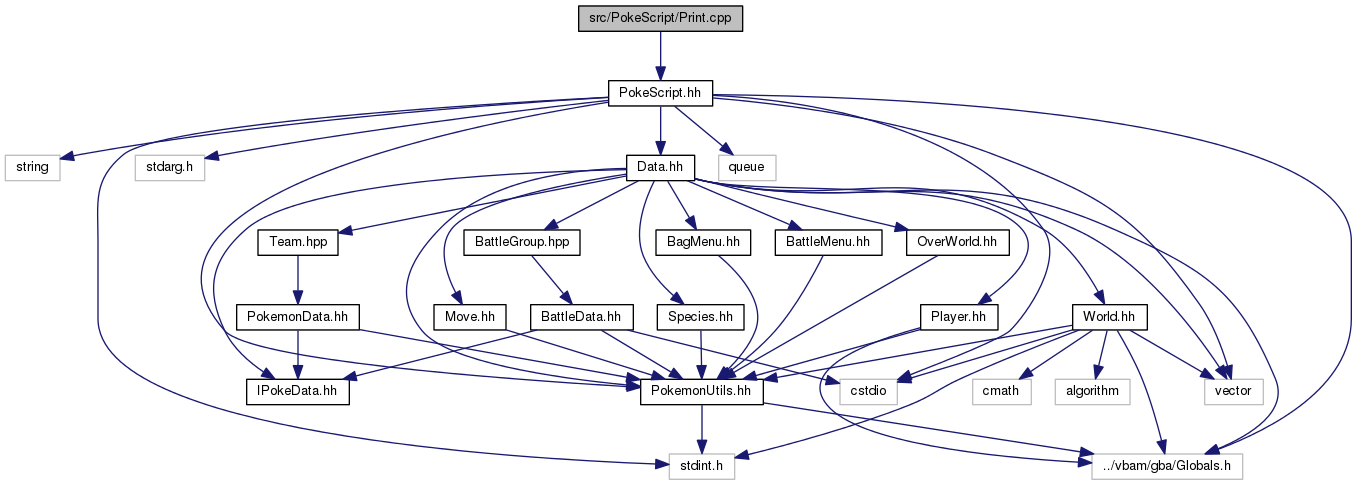 src/PokeScript/Print.cpp
PokeScript.hh
string
stdarg.h
Data.hh
queue
Team.hpp
BattleGroup.hpp
BagMenu.hh
BattleMenu.hh
OverWorld.hh
PokemonData.hh
Move.hh
BattleData.hh
Species.hh
Player.hh
World.hh
IPokeData.hh
PokemonUtils.hh
cstdio
cmath
algorithm
vector
stdint.h
../vbam/gba/Globals.h